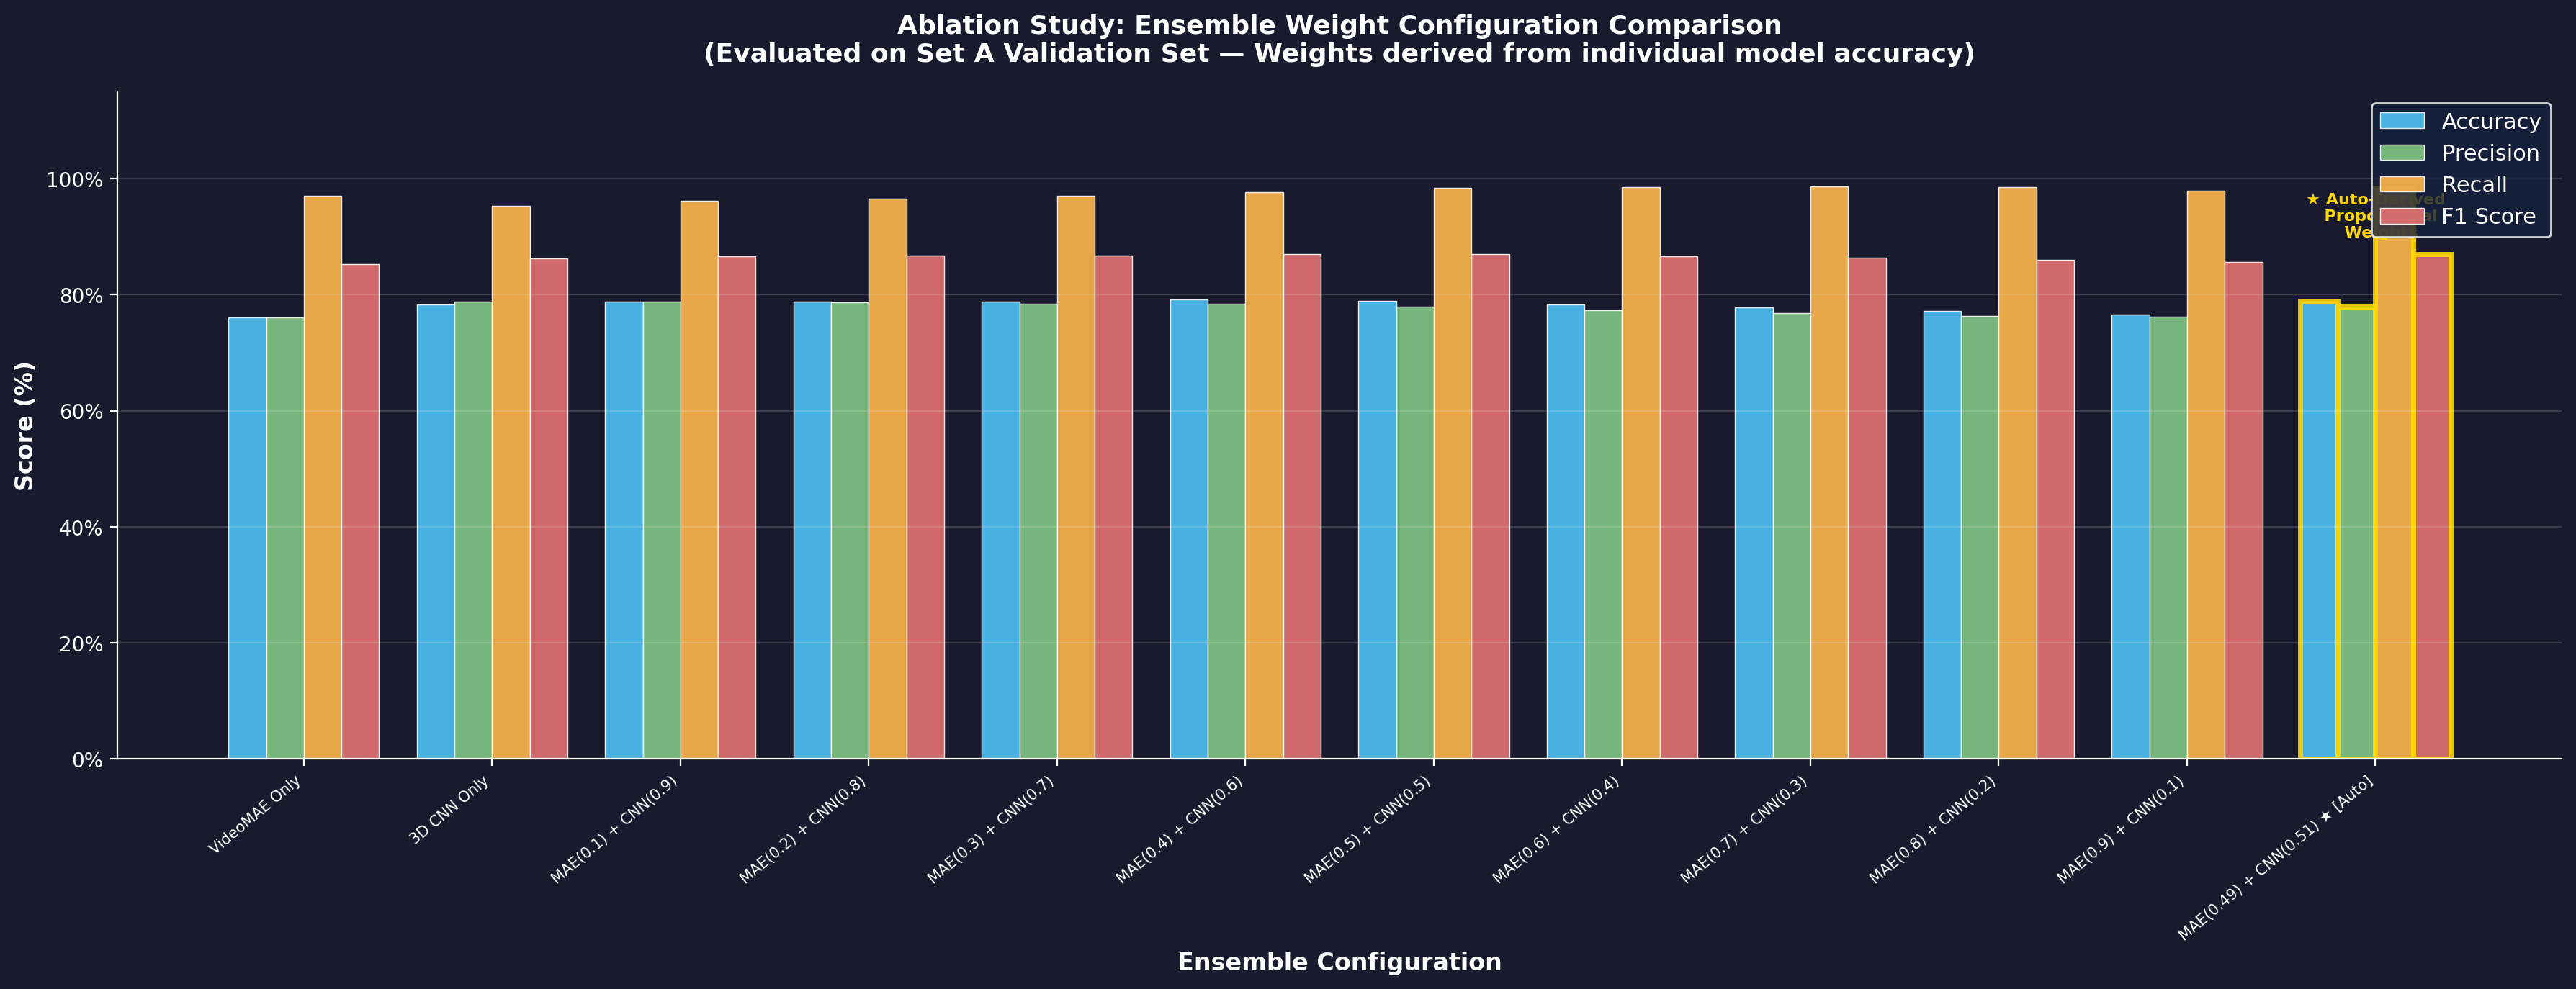 Ablation Study: Ensemble Weight Configuration Comparison
(Evaluated on Set A Validation Set — Weights derived from individual model accuracy)
Accuracy
Precision
Recall
F1 Score
★ Auto-Derived
Score (%)
100%
80%
60%
40%
20%
0%
VideoMAE Only
3D CNN Only
MAE(0.1) + CNN(0.9)
MAE(0.2) + CNN(0.8)
MAE(0.3) + CNN(0.7)
MAE(0.4) + CNN(0.6)
MAE(0.5) + CNN(0.5)
MAE(0.6) + CNN(0.4)
MAE(0.7) + CNN(0.3)
MAE(0.8) + CNN(0.2)
MAE(0.9) + CNN(0.1)
MAE(0.49) + CNN(0.51) ★ [Auto]
Ensemble Configuration